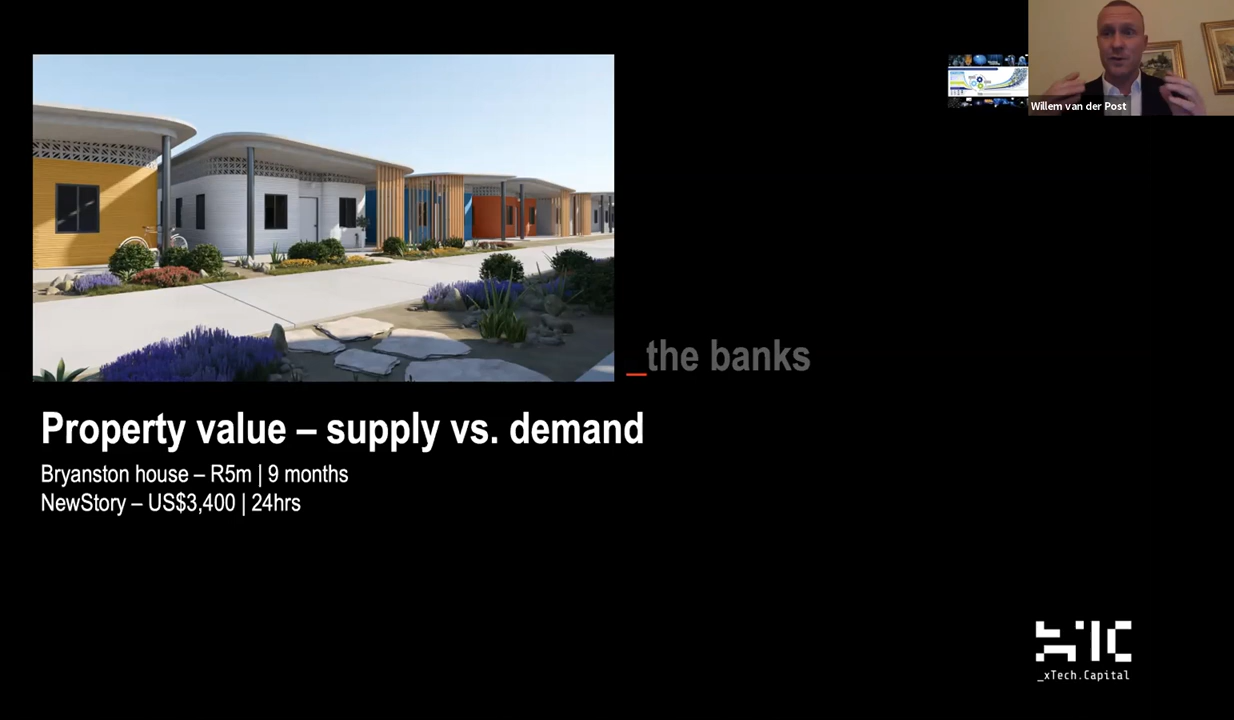 Willem van der Post
_the banks
Property value – supply vs. demand
Bryanston house – R5m | 9 months
NewStory – US$3,400 | 24hrs
_xTech.Capital